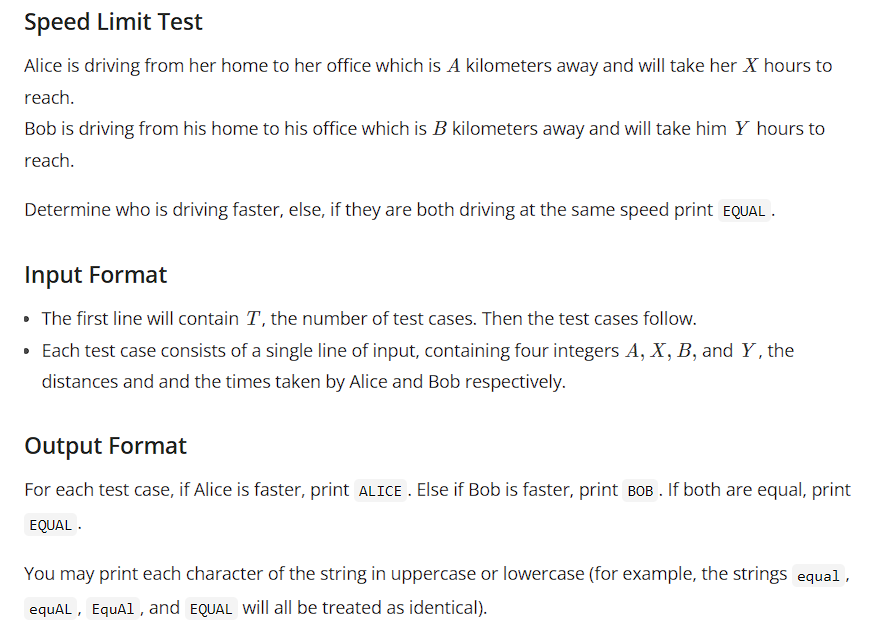 Speed Limit Test
Alice is driving from her home to her office which is A kilometers away and will take her X hours to
reach.
Bob is driving from his home to his office which is B kilometers away and will take him Y hours to
reach.
Determine who is driving faster, else, if they are both driving at the same speed print EQUAL .
Input Format
• The first line will contain T, the number of test cases. Then the test cases follow.
• Each test case consists of a single line of input, containing four integers A, X, B, and Y, the
distances and and the times taken by Alice and Bob respectively.
Output Format
For each test case, if Alice is faster, print ALICE . Else if Bob is faster, print BOB . If both are equal, print
EQUAL .
You may print each character of the string in uppercase or lowercase (for example, the strings equal ,
equAL , EquAl , and EQUAL will all be treated as identical).